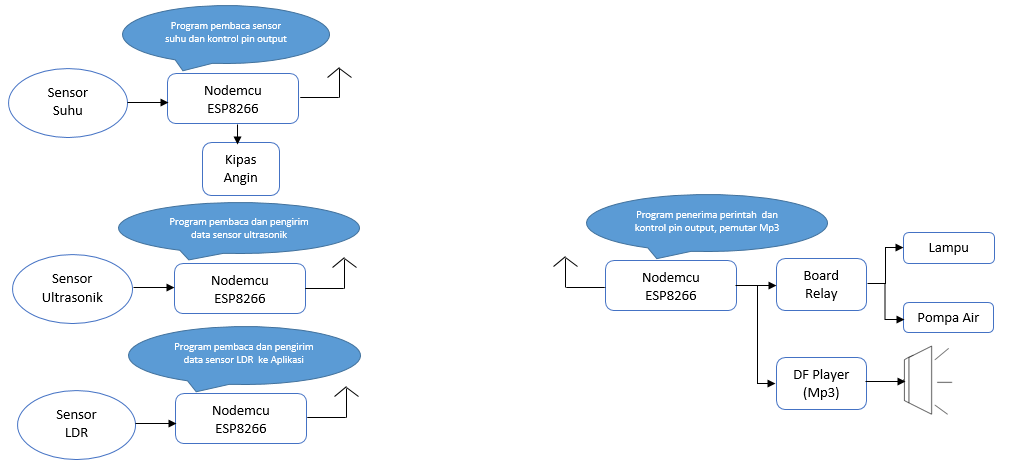 Program pembaca sensor
suhu dan kontrol pin output
Sensor
Suhu
Nodemcu
ESP8266
Kipas
Angin
Program pembaca dan pengirim
data sensor ultrasonik
Sensor
Ultrasonik
Nodemcu
ESP8266
Program pembaca dan pengirim
data sensor LDR ke Aplikasi
Sensor
LDR
Nodemcu
ESP8266
Program penerima perintah dan
kontrol pin output, pemutar Mp3
Nodemcu
ESP8266
Board
Relay
Lampu
Pompa Air
DF Player
(Mp3)